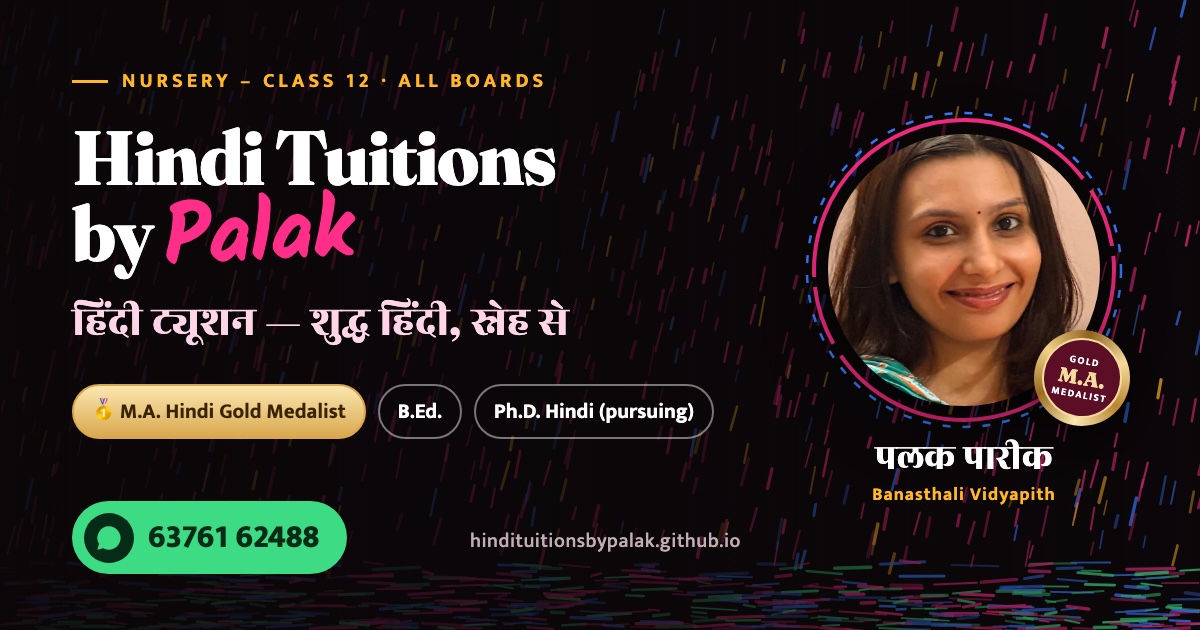 NURSERY – CLASS 12 · ALL BOARDS
Hindi Tuitions
by Palak
हिंदी ट्यूशन — शुद्ध हिंदी, स्नेह से
🏅 M.A. Hindi Gold Medalist
B.Ed.
Ph.D. Hindi (pursuing)
63761 62488
hindituitionsbypalak.github.io
GOLD
M.A.
MEDALIST
पलक पारीक
Banasthali Vidyapith